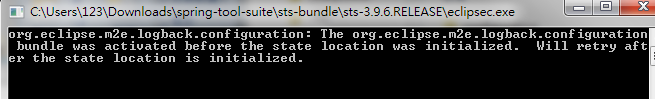 C:\Users\123\Downloads\spring-tool-suite\sts-bundle\sts-3.9.6.RELEASE\eclipsec.exe
org.eclipse.m2e.logback.configuration: The org.eclipse.m2e.logback.configuration
bundle was activated before the state location was initialized.  Will retry aft
er the state location is initialized.